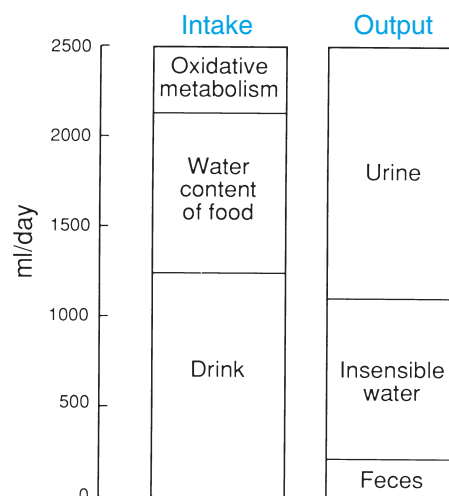 Intake
Output
2500
2000
1500
1000
500
0
ml/day
Oxidative
metabolism
Water
content
of food
Drink
Urine
Insensible
water
Feces